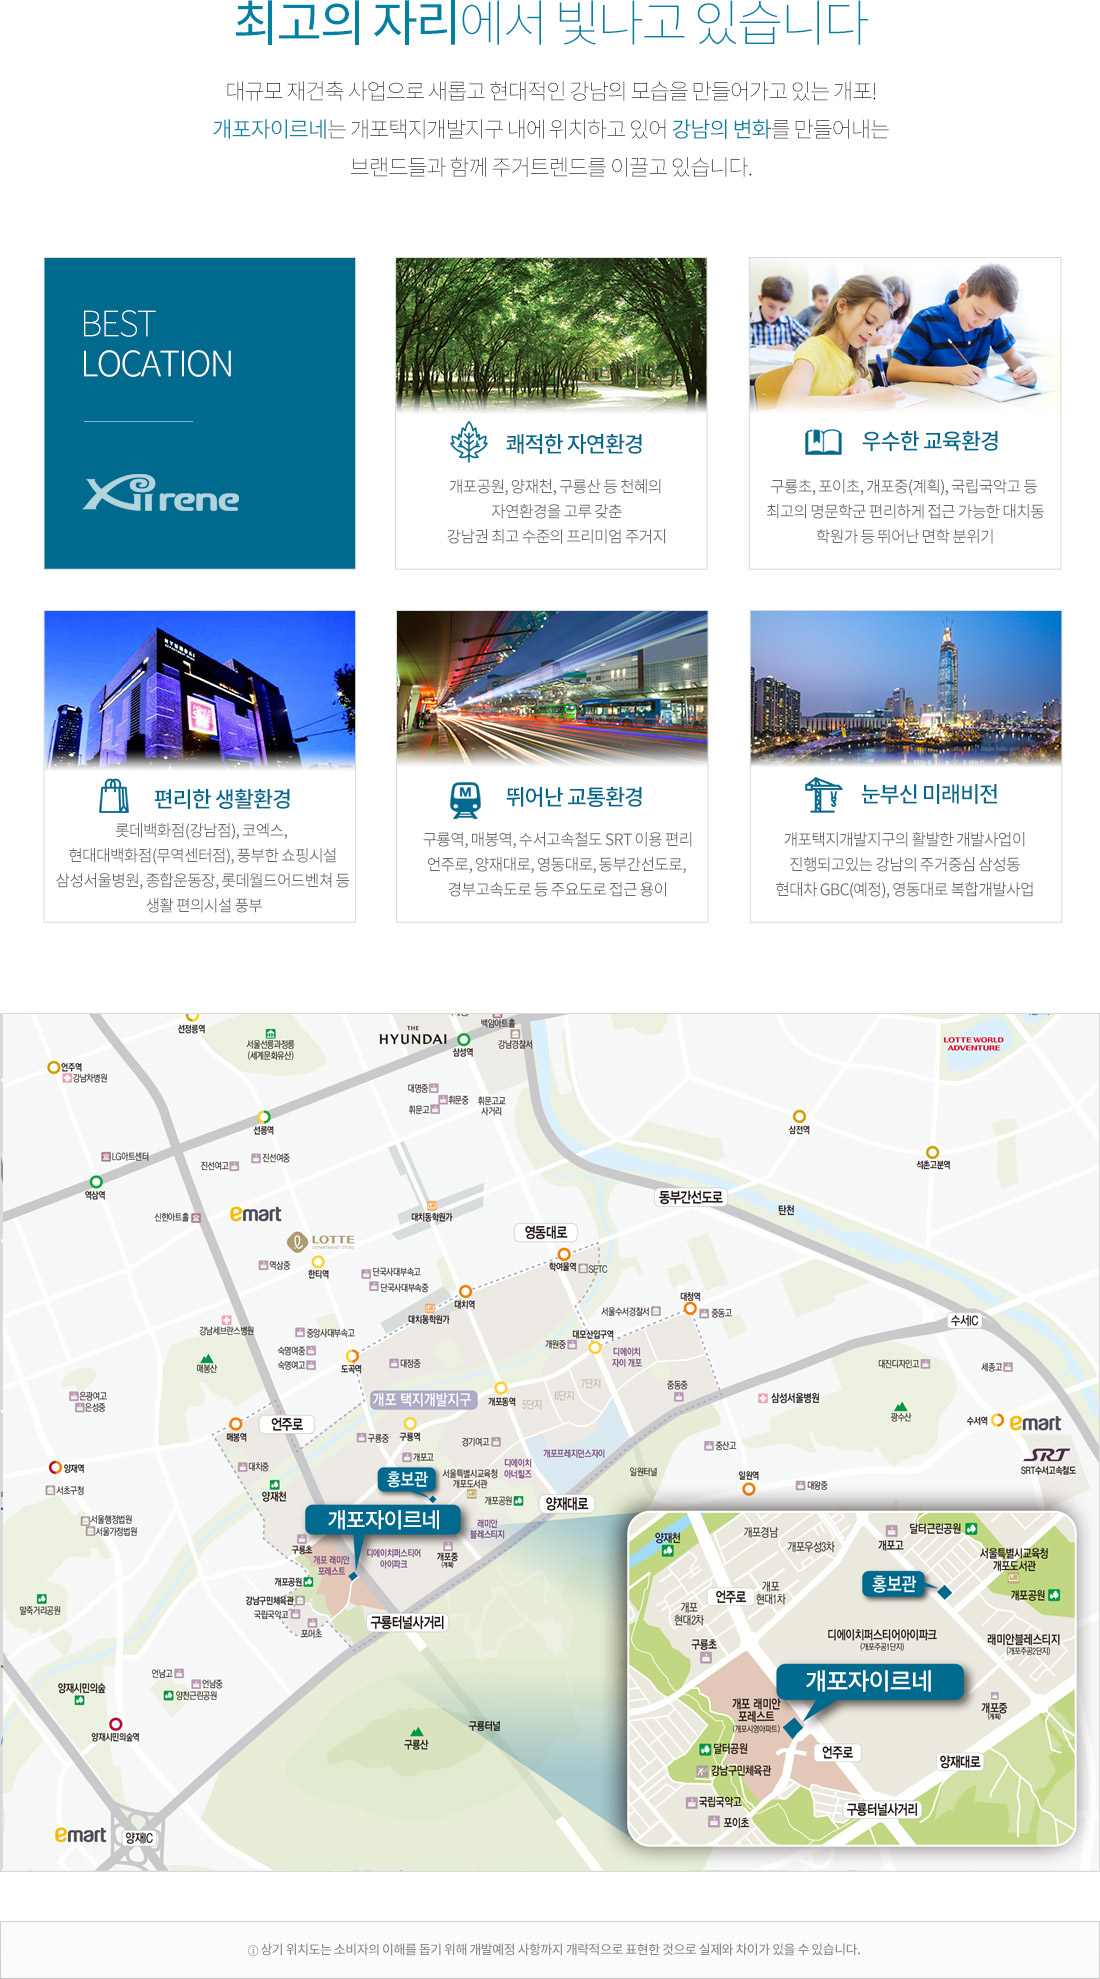 최고의 자리에서 빛나고 있습니다
대규모 재건축 사업으로 새롭고 현대적인 강남의 모습을 만들어가고 있는 개포!
개포자이르네는 개포택지개발지구 내에 위치하고 있어 강남의 변화를 만들어내는
브랜드들과 함께 주거트렌드를 이끌고 있습니다.
BEST
LOCATION
Xi rene
쾌적한 자연환경
개포공원, 양재천, 구룡산 등 천혜의
자연환경을 고루 갖춘
강남권 최고 수준의 프리미엄 주거지
우수한 교육환경
구룡초, 포이초, 개포중(계획), 국립국악고 등
최고의 명문학군 편리하게 접근 가능한 대치동
학원가 등 뛰어난 면학 분위기
HYUNDAI
편리한 생활환경
롯데백화점(강남점), 코엑스,
현대대백화점(무역센터점), 풍부한 쇼핑시설
삼성서울병원, 종합운동장, 롯데월드어드벤쳐 등
생활 편의시설 풍부
M
뛰어난 교통환경
구룡역, 매봉역, 수서고속철도 SRT 이용 편리
언주로, 양재대로, 영동대로, 동부간선도로,
경부고속도로 등 주요도로 접근 용이
눈부신 미래비전
개포택지개발지구의 활발한 개발사업이
진행되고있는 강남의 주거중심 삼성동
현대차 GBC(예정), 영동대로 복합개발사업
선정릉역
서울선릉과정릉
(세계문화유산)
THE
HYUNDAI
삼성역
백암아트홀
강남경찰서
LOTTE WORLD
ADVENTURE
언주역
강남차병원
대명중
휘문중
휘문고
휘문고교
사거리
선릉역
삼전역
석촌고분역
LG아트센터
진선여고
진선여중
역삼역
동부간선도로
탄천
신한아트홀
emart
대치동학원가
영동대로
LOTTE
DEPARTMENT STORE
역삼중
한티역
단국사대부속고
단국사대부속중
학여울역
SETC
대치역
대청역
대치동학원가
서울수서경찰서
중동고
수서IC
강남세브란스병원
중앙사대부속고
대모산입구역
개원중
디에이치
자이 개포
숙명여중
숙명여고
도곡역
대청중
매봉산
대진디자인고
세종고
은광여고
은성중
개포 택지개발지구
개포동역
5단지
6단지
7단지
중동중
삼성서울병원
광수산
매봉역
언주로
구룡중
구룡역
경기여고
수서역
emart
개포고
디에이치
아너힐즈
개포프레지던스자이
중산고
SRT
SRT수서고속철도
양재역
대치중
홍보관
서울특별시교육청
개포도서관
일원터널
일원역
대왕중
서초구청
양재천
개포공원
양재대로
개포자이르네
래미안
블레스티지
서울행정법원
서울가정법원
구룡초
개포 래미안
포레스트
디에이치퍼스티어
아이파크
개포중
(계획)
개포공원
강남구민체육관
국립국악고
포이초
구룡터널사거리
말죽거리공원
언남고
언남중
양재시민의숲
양천근린공원
양재시민의숲역
구룡터널
구룡산
emart
양재IC
양재천
개포경남
개포우성3차
달터근린공원
개포고
서울특별시교육청
개포도서관
홍보관
개포공원
언주로
개포
현대1차
개포
현대2차
구룡초
디에이치퍼스티어아이파크
(개포주공1단지)
래미안블레스티지
(개포주공2단지)
개포자이르네
개포 래미안
포레스트
(개포시영아파트)
개포중
(계획)
달터공원
강남구민체육관
언주로
양재대로
국립국악고
포이초
구룡터널사거리
ⓘ 상기 위치도는 소비자의 이해를 돕기 위해 개발예정 사항까지 개략적으로 표현한 것으로 실제와 차이가 있을 수 있습니다.